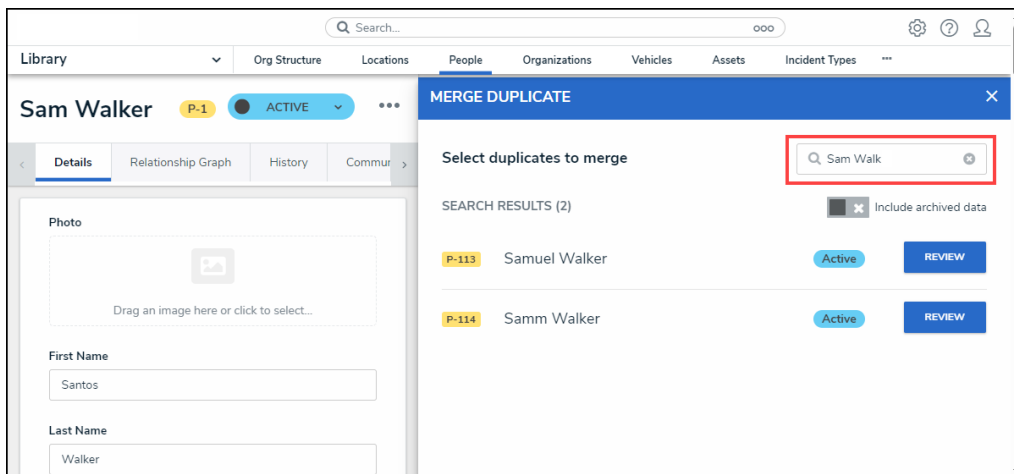 Search...
Library
Org Structure
Locations
People
Organizations
Vehicles
Assets
Incident Types
Sam Walker
P-1
ACTIVE
Details
Relationship Graph
History
Commur
Photo
Drag an image here or click to select...
First Name
Santos
Last Name
Walker
MERGE DUPLICATE
Select duplicates to merge
Sam Walk
SEARCH RESULTS (2)
Include archived data
P-113 Samuel Walker Active REVIEW
P-114 Samm Walker Active REVIEW